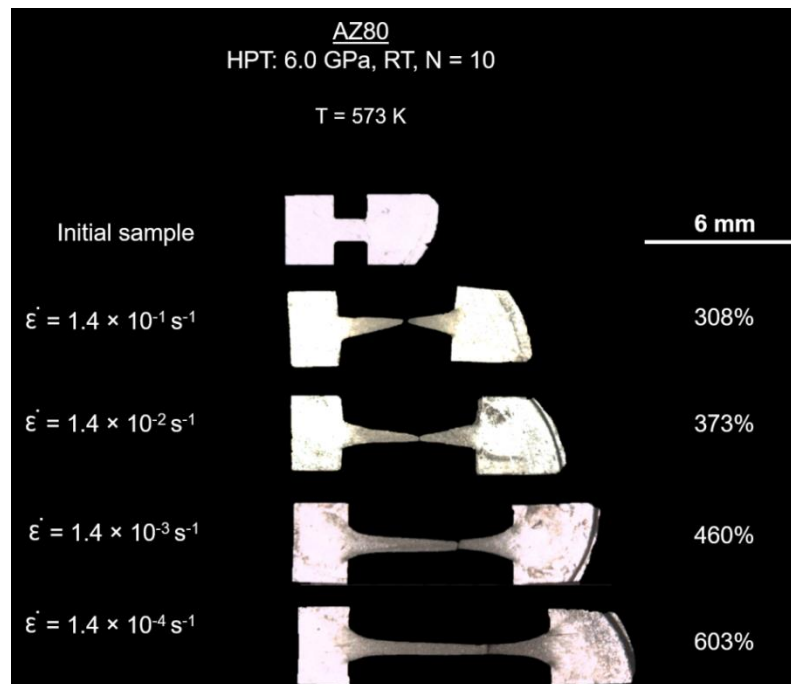 AZ80
HPT: 6.0 GPa, RT, N = 10
T = 573 K
Initial sample
6 mm
ε̇ = 1.4 × 10⁻¹ s⁻¹
308%
ε̇ = 1.4 × 10⁻² s⁻¹
373%
ε̇ = 1.4 × 10⁻³ s⁻¹
460%
ε̇ = 1.4 × 10⁻⁴ s⁻¹
603%